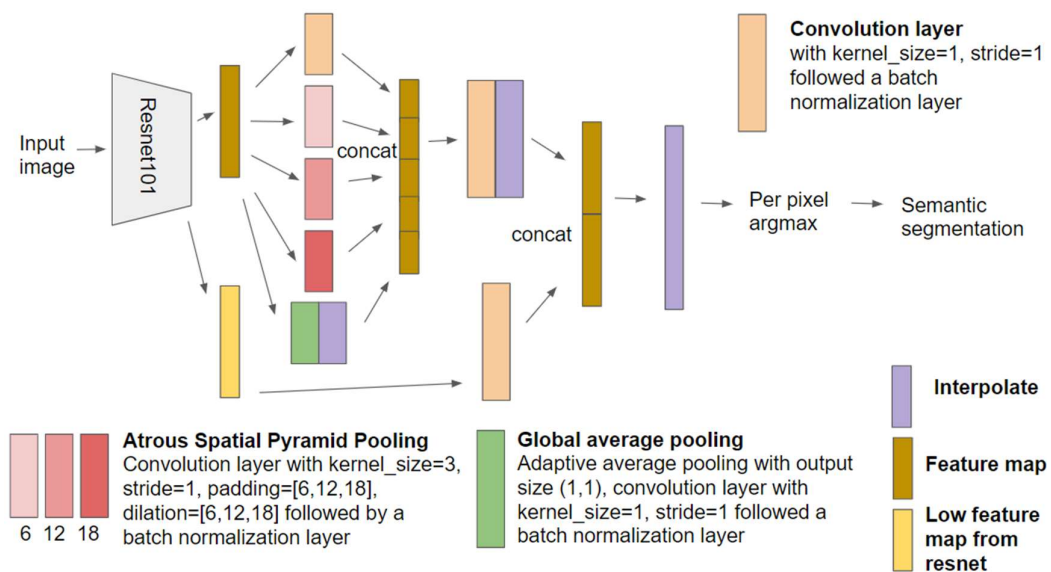 Input
image
Resnet101
concat
concat
Per pixel
argmax
Semantic
segmentation
Convolution layer
with kernel_size=1, stride=1
followed a batch
normalization layer
Interpolate
Feature map
Low feature
map from
resnet
Atrous Spatial Pyramid Pooling
Convolution layer with kernel_size=3,
stride=1, padding=[6,12,18],
dilation=[6,12,18] followed by a
batch normalization layer
6 12 18
Global average pooling
Adaptive average pooling with output
size (1,1), convolution layer with
kernel_size=1, stride=1 followed a
batch normalization layer